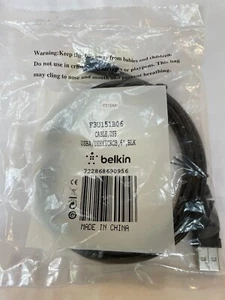 Warning: Keep this away from babies and children.
Do not use in cribs, beds, carriages or playpens. This bag
may cling to nose and mouth and prevent breathing.
F3U151B06
CABLE,USB
USBA/USBMICROB,6',BLK
belkin
722868690956
MADE IN CHINA